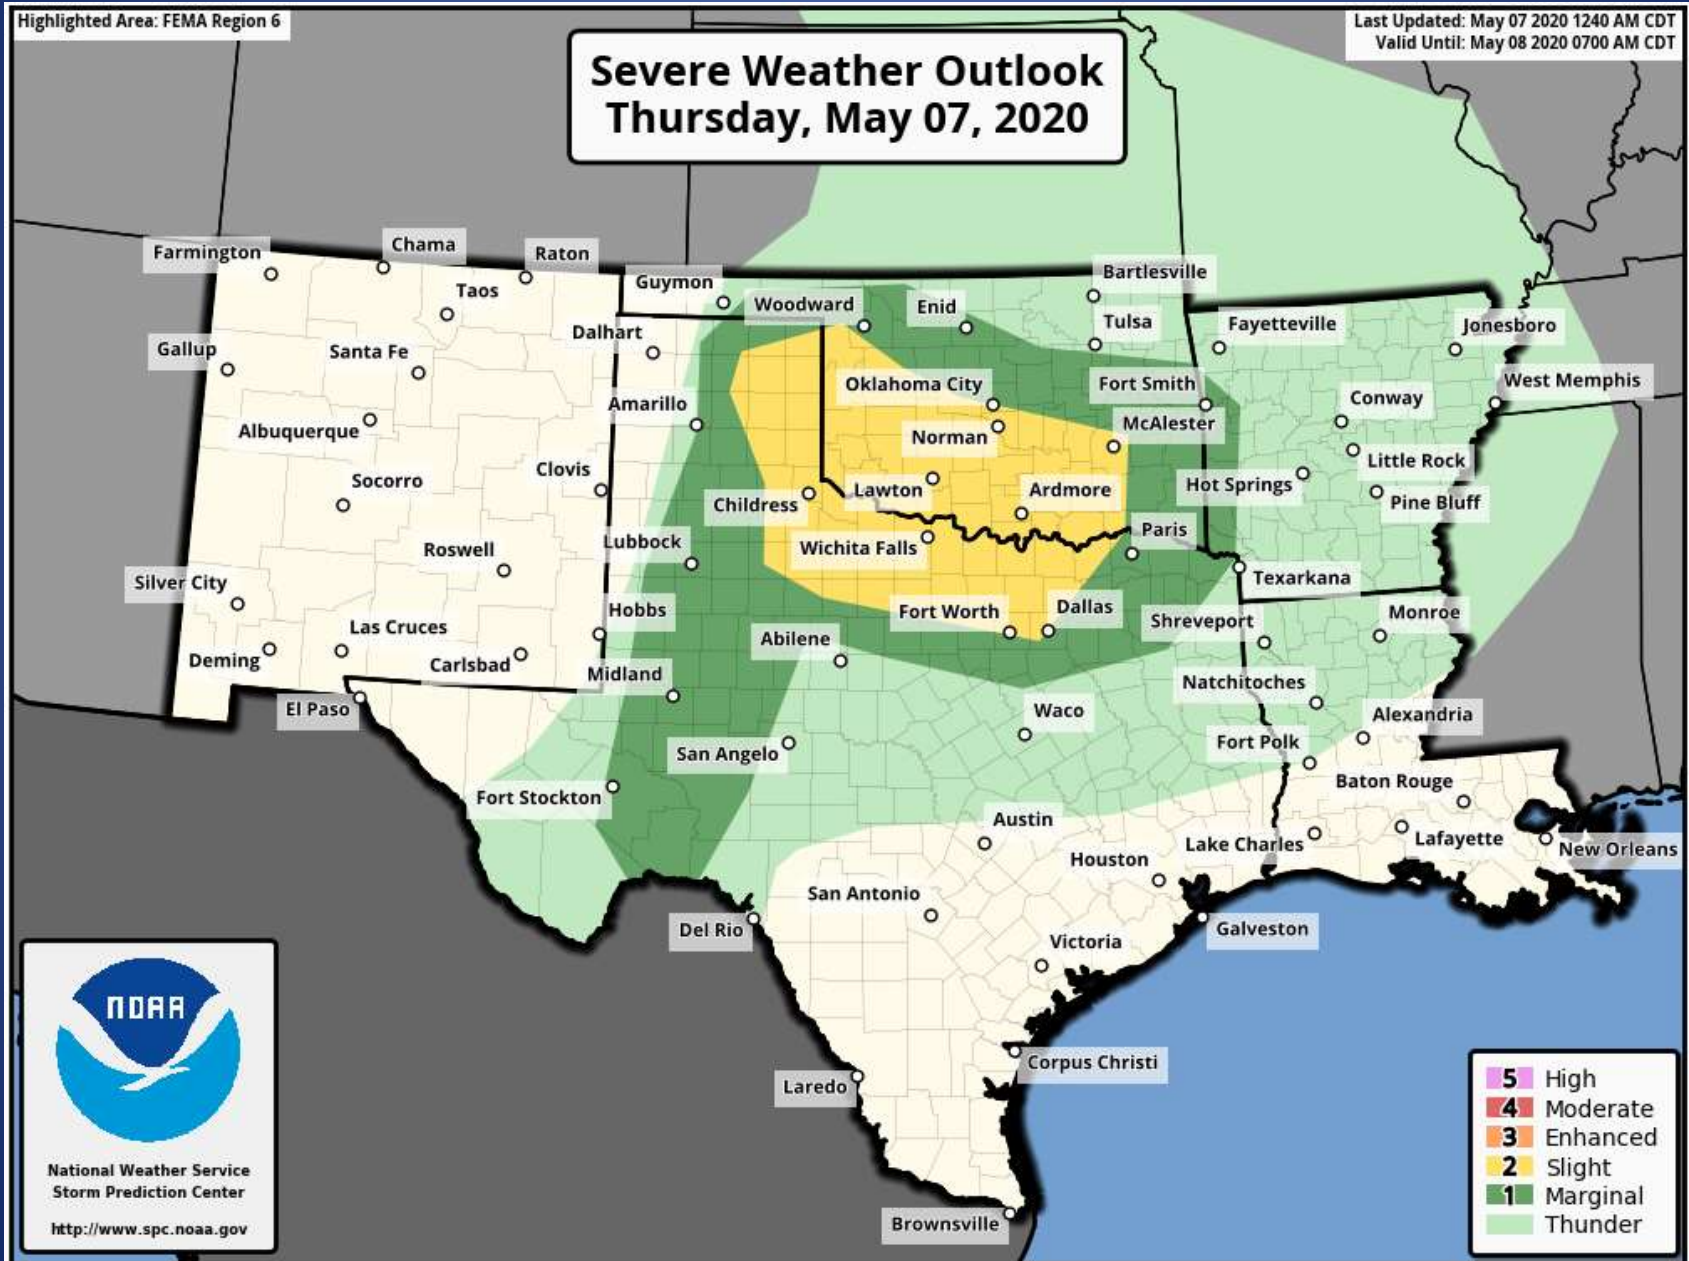 Highlighted Area: FEMA Region 6
Last Updated: May 07 2020 1240 AM CDT
Valid Until: May 08 2020 0700 AM CDT
Severe Weather Outlook
Thursday, May 07, 2020
Farmington
Chama
Raton
Taos
Guymon
Woodward
Enid
Bartlesville
Tulsa
Fayetteville
Jonesboro
Gallup
Santa Fe
Dalhart
Amarillo
Oklahoma City
Fort Smith
Conway
West Memphis
Albuquerque
Norman
McAlester
Little Rock
Socorro
Clovis
Childress
Lawton
Ardmore
Hot Springs
Pine Bluff
Roswell
Lubbock
Wichita Falls
Paris
Texarkana
Silver City
Las Cruces
Hobbs
Fort Worth
Dallas
Shreveport
Monroe
Deming
Carlsbad
Midland
Abilene
Natchitoches
El Paso
San Angelo
Waco
Fort Polk
Alexandria
Fort Stockton
Austin
Baton Rouge
Houston
Lake Charles
Lafayette
New Orleans
San Antonio
Del Rio
Victoria
Galveston
Corpus Christi
Laredo
Brownsville
NOAA
National Weather Service
Storm Prediction Center
http://www.spc.noaa.gov
5 High
4 Moderate
3 Enhanced
2 Slight
1 Marginal
Thunder